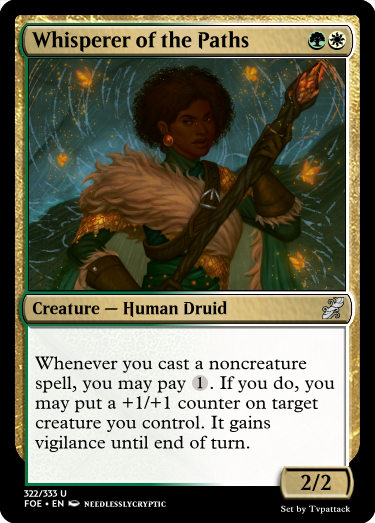 Whisperer of the Paths
Creature — Human Druid
Whenever you cast a noncreature
spell, you may pay 1. If you do, you
may put a +1/+1 counter on target
creature you control. It gains
vigilance until end of turn.
2/2
322/333 U
FOE • EN NEEDLESSLYCRYPTIC
Set by Tvpattack